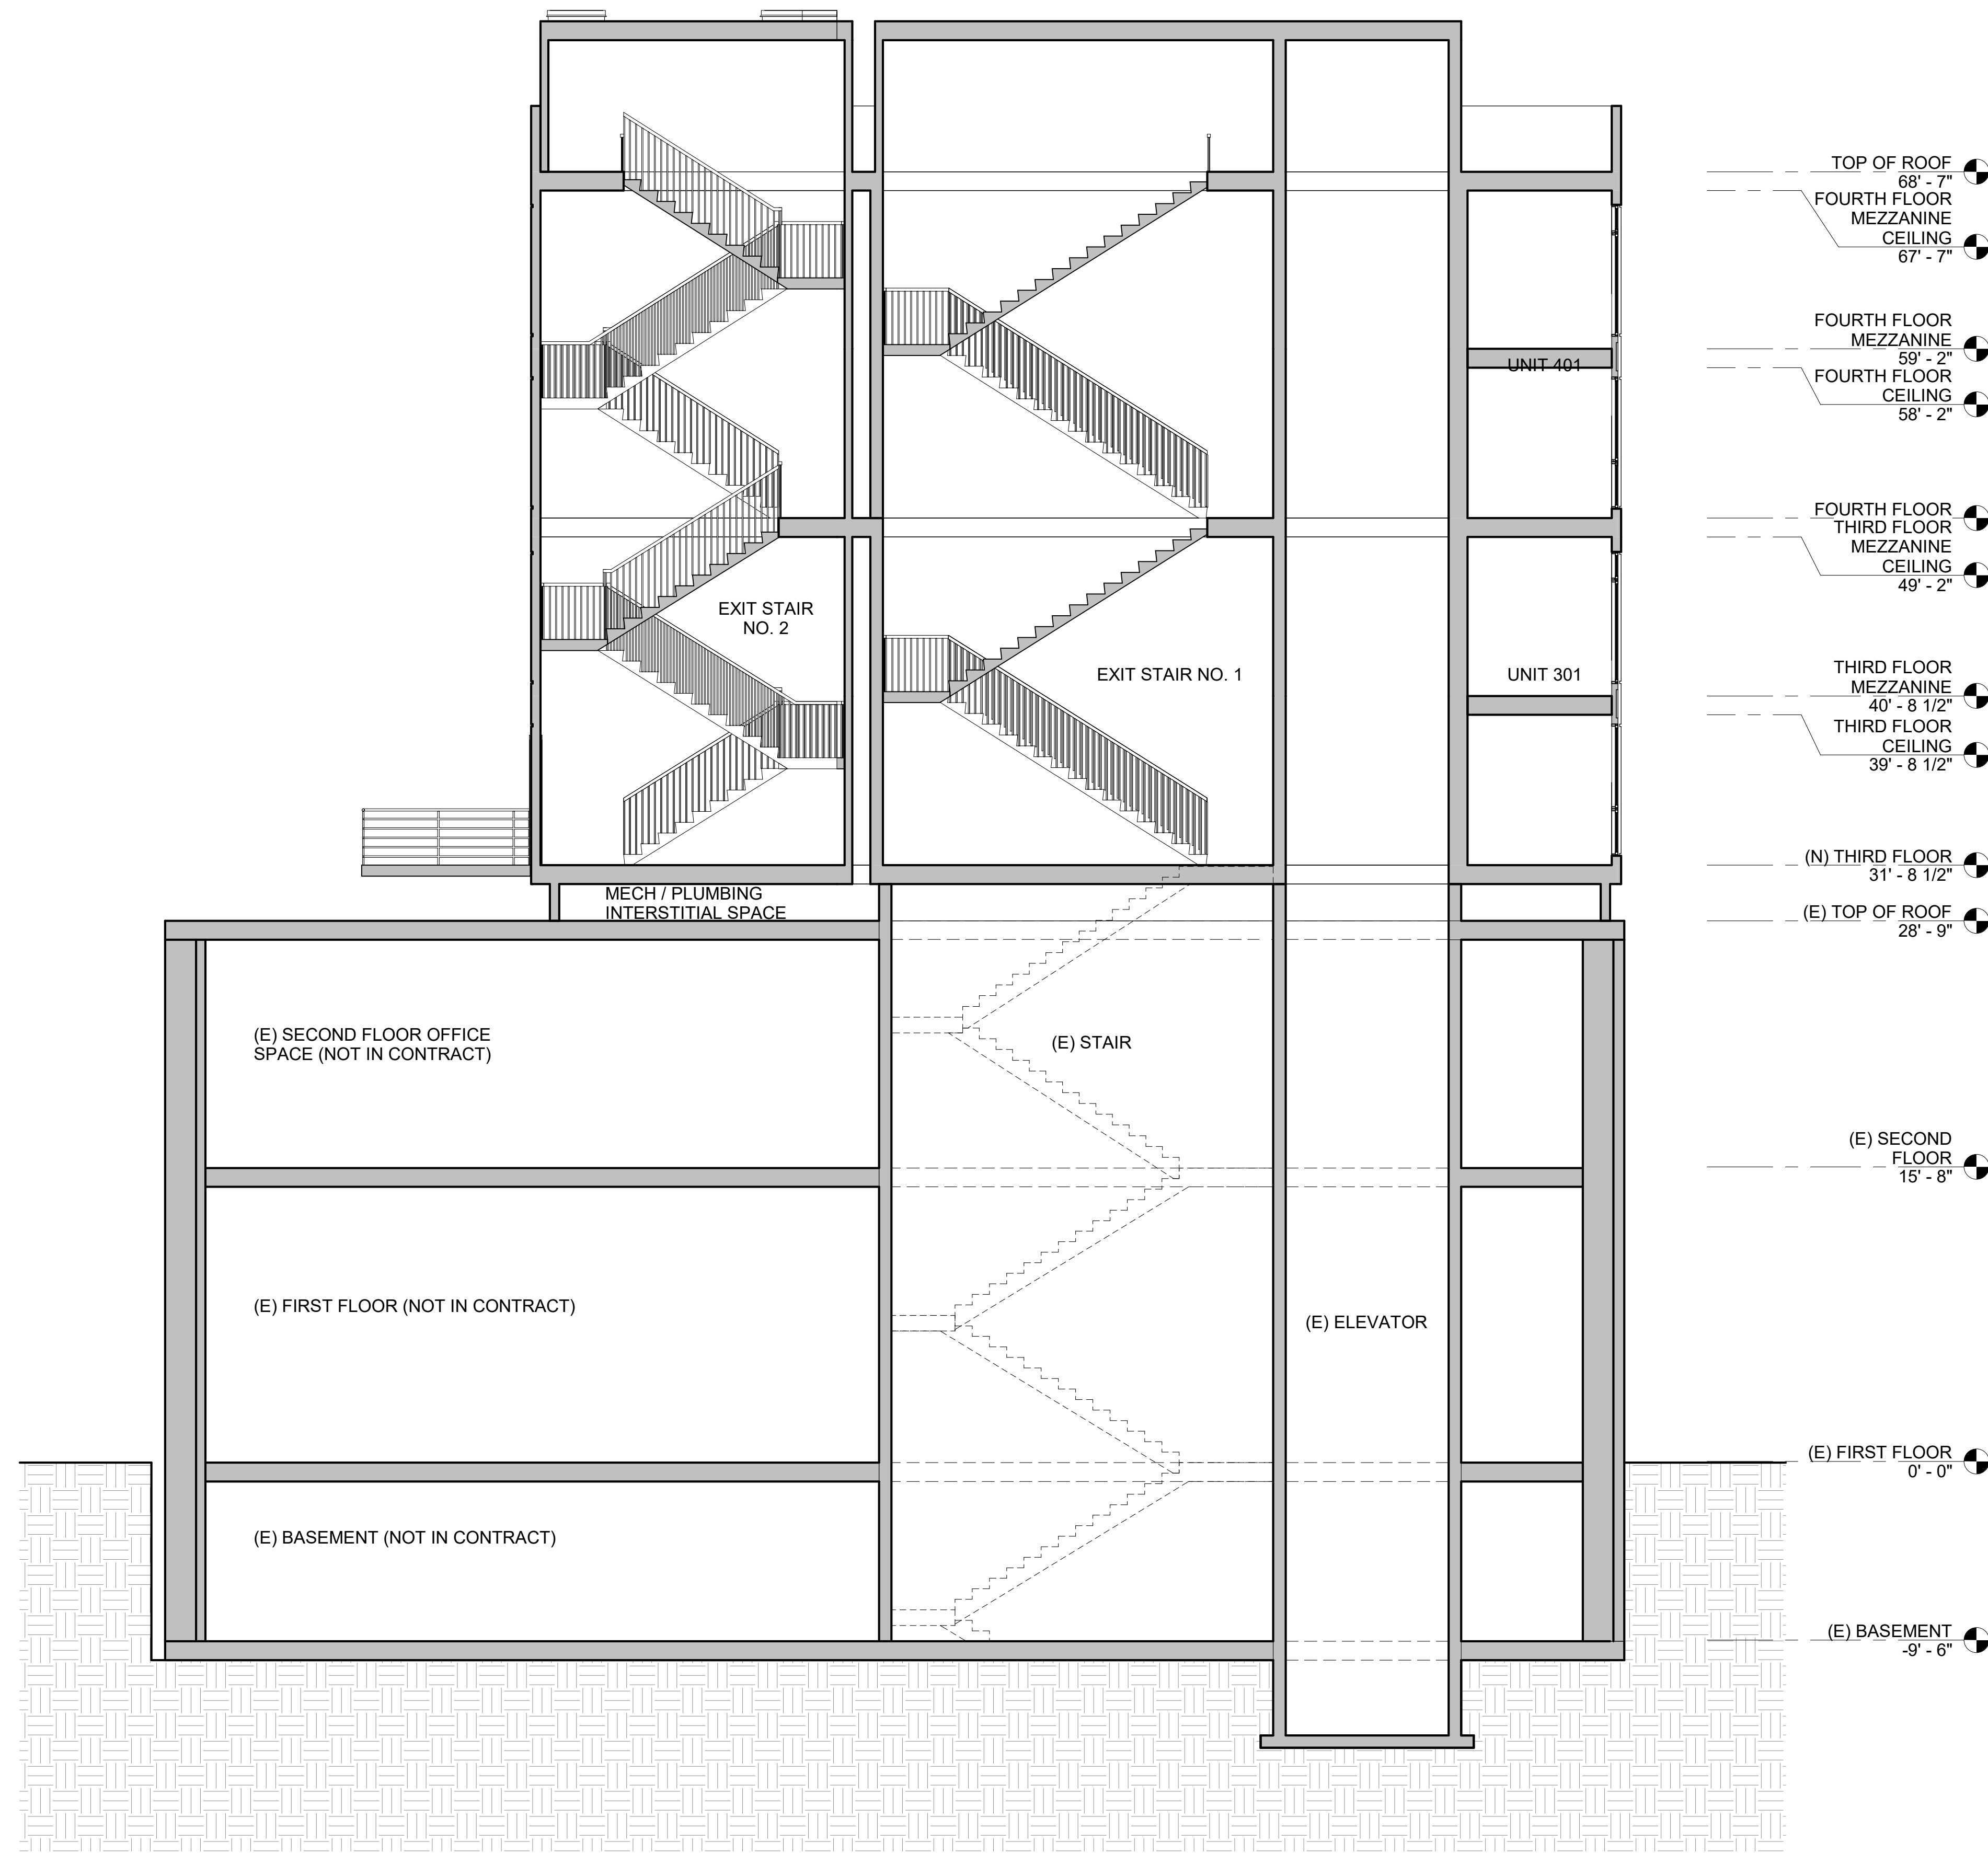 TOP OF ROOF
68' - 7"
FOURTH FLOOR
MEZZANINE
CEILING
67' - 7"
FOURTH FLOOR
MEZZANINE
59' - 2"
UNIT 401
FOURTH FLOOR
CEILING
58' - 2"
FOURTH FLOOR
THIRD FLOOR
MEZZANINE
CEILING
49' - 2"
EXIT STAIR
NO. 2
EXIT STAIR NO. 1
UNIT 301
THIRD FLOOR
MEZZANINE
40' - 8 1/2"
THIRD FLOOR
CEILING
39' - 8 1/2"
(N) THIRD FLOOR
31' - 8 1/2"
MECH / PLUMBING
INTERSTITIAL SPACE
(E) TOP OF ROOF
28' - 9"
(E) SECOND FLOOR OFFICE
SPACE (NOT IN CONTRACT)
(E) STAIR
(E) SECOND
FLOOR
15' - 8"
(E) FIRST FLOOR (NOT IN CONTRACT)
(E) ELEVATOR
(E) FIRST FLOOR
0' - 0"
(E) BASEMENT (NOT IN CONTRACT)
(E) BASEMENT
-9' - 6"